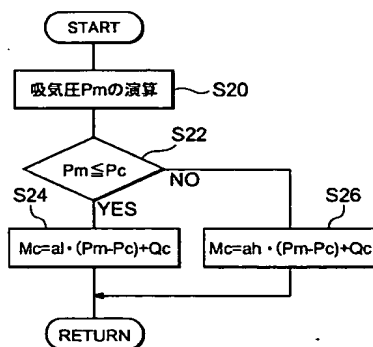 START
吸気圧Pmの演算
S20
S22
Pm≦Pc
NO
YES
S24
S26
Mc=al・(Pm-Pc)+Qc
Mc=ah・(Pm-Pc)+Qc
RETURN